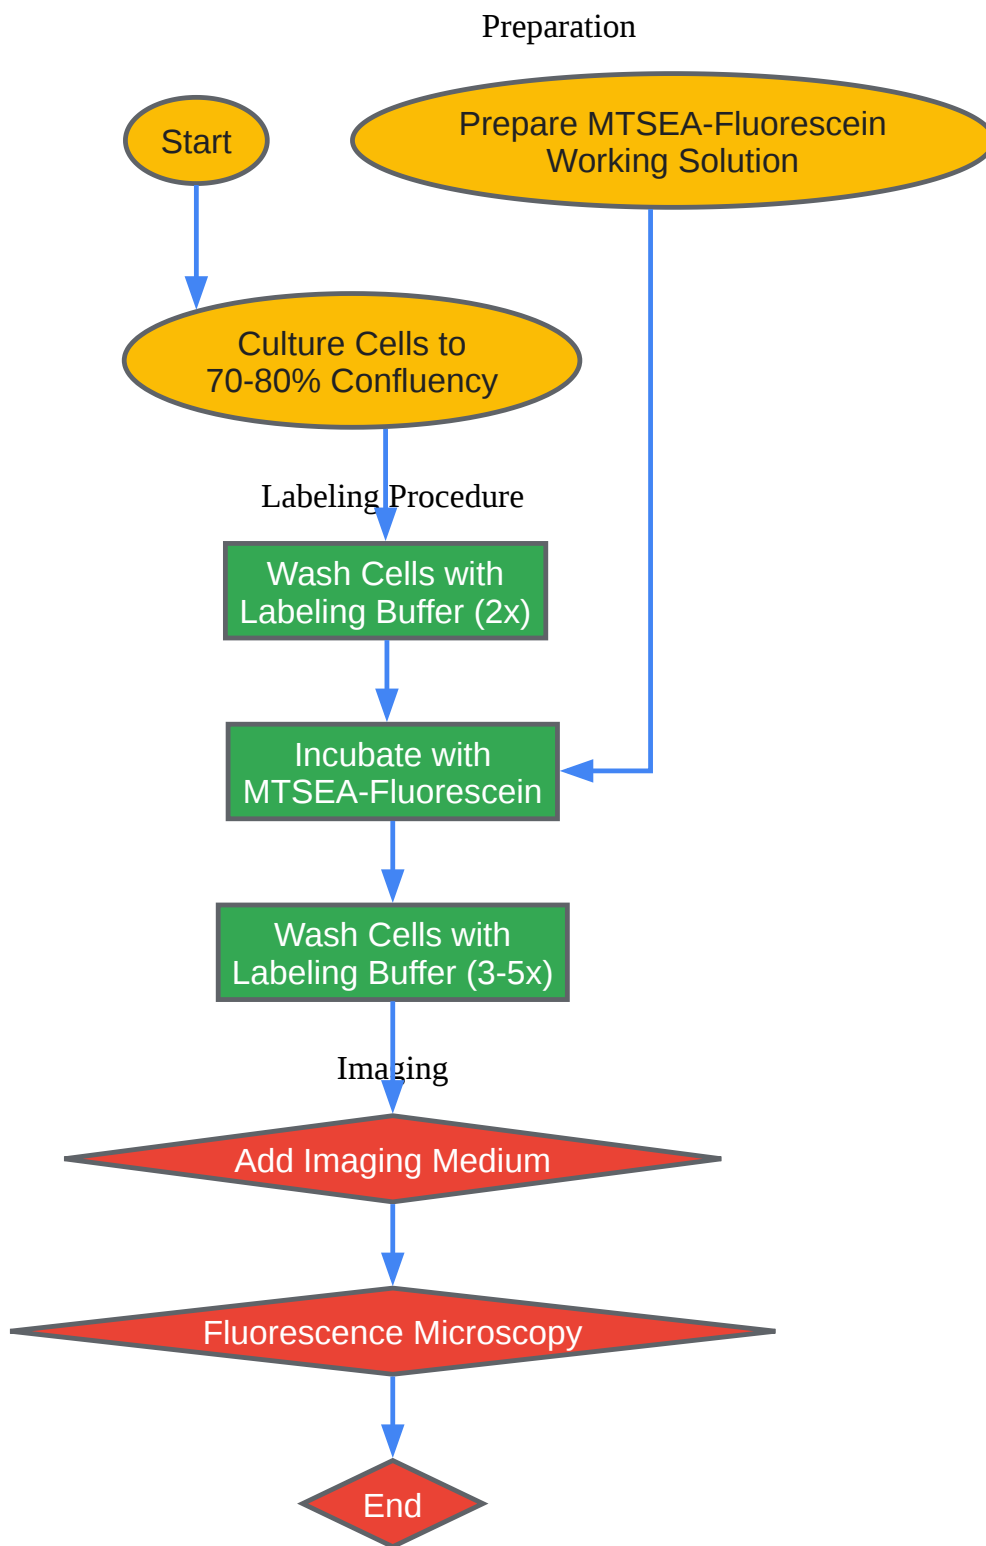 Preparation
Start
Prepare MTSEA-Fluorescein
Working Solution
Culture Cells to
70-80% Confluency
Labeling Procedure
Wash Cells with
Labeling Buffer (2x)
Incubate with
MTSEA-Fluorescein
Wash Cells with
Labeling Buffer (3-5x)
Imaging
Add Imaging Medium
Fluorescence Microscopy
End